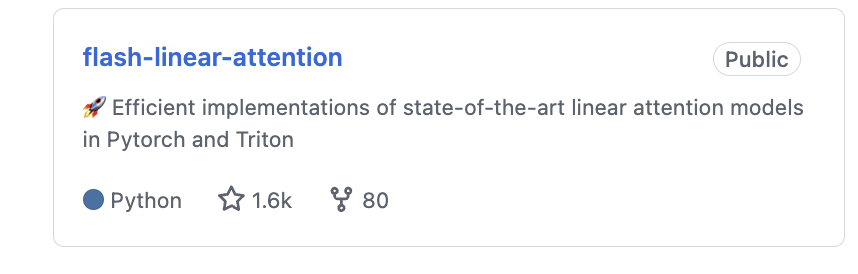 flash-linear-attention
Public
🚀 Efficient implementations of state-of-the-art linear attention models
in Pytorch and Triton
Python 1.6k 80